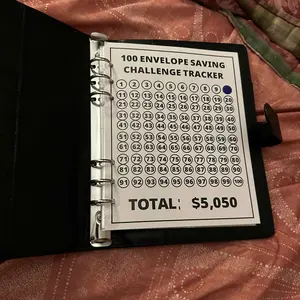 100 ENVELOPE SAVING
CHALLENGE TRACKER
1 2 3 4 5 6 7 8 9
11 12 13 14 15 16 17 18 19 20
21 22 23 24 25 26 27 28 29 30
31 32 33 34 35 36 37 38 39 40
41 42 43 44 45 46 47 48 49 50
51 52 53 54 55 56 57 58 59 60
61 62 63 64 65 66 67 68 69 70
71 72 73 74 75 76 77 78 79 80
81 82 83 84 85 86 87 88 89 90
91 92 93 94 95 96 97 98 99 100
TOTAL: $5,050